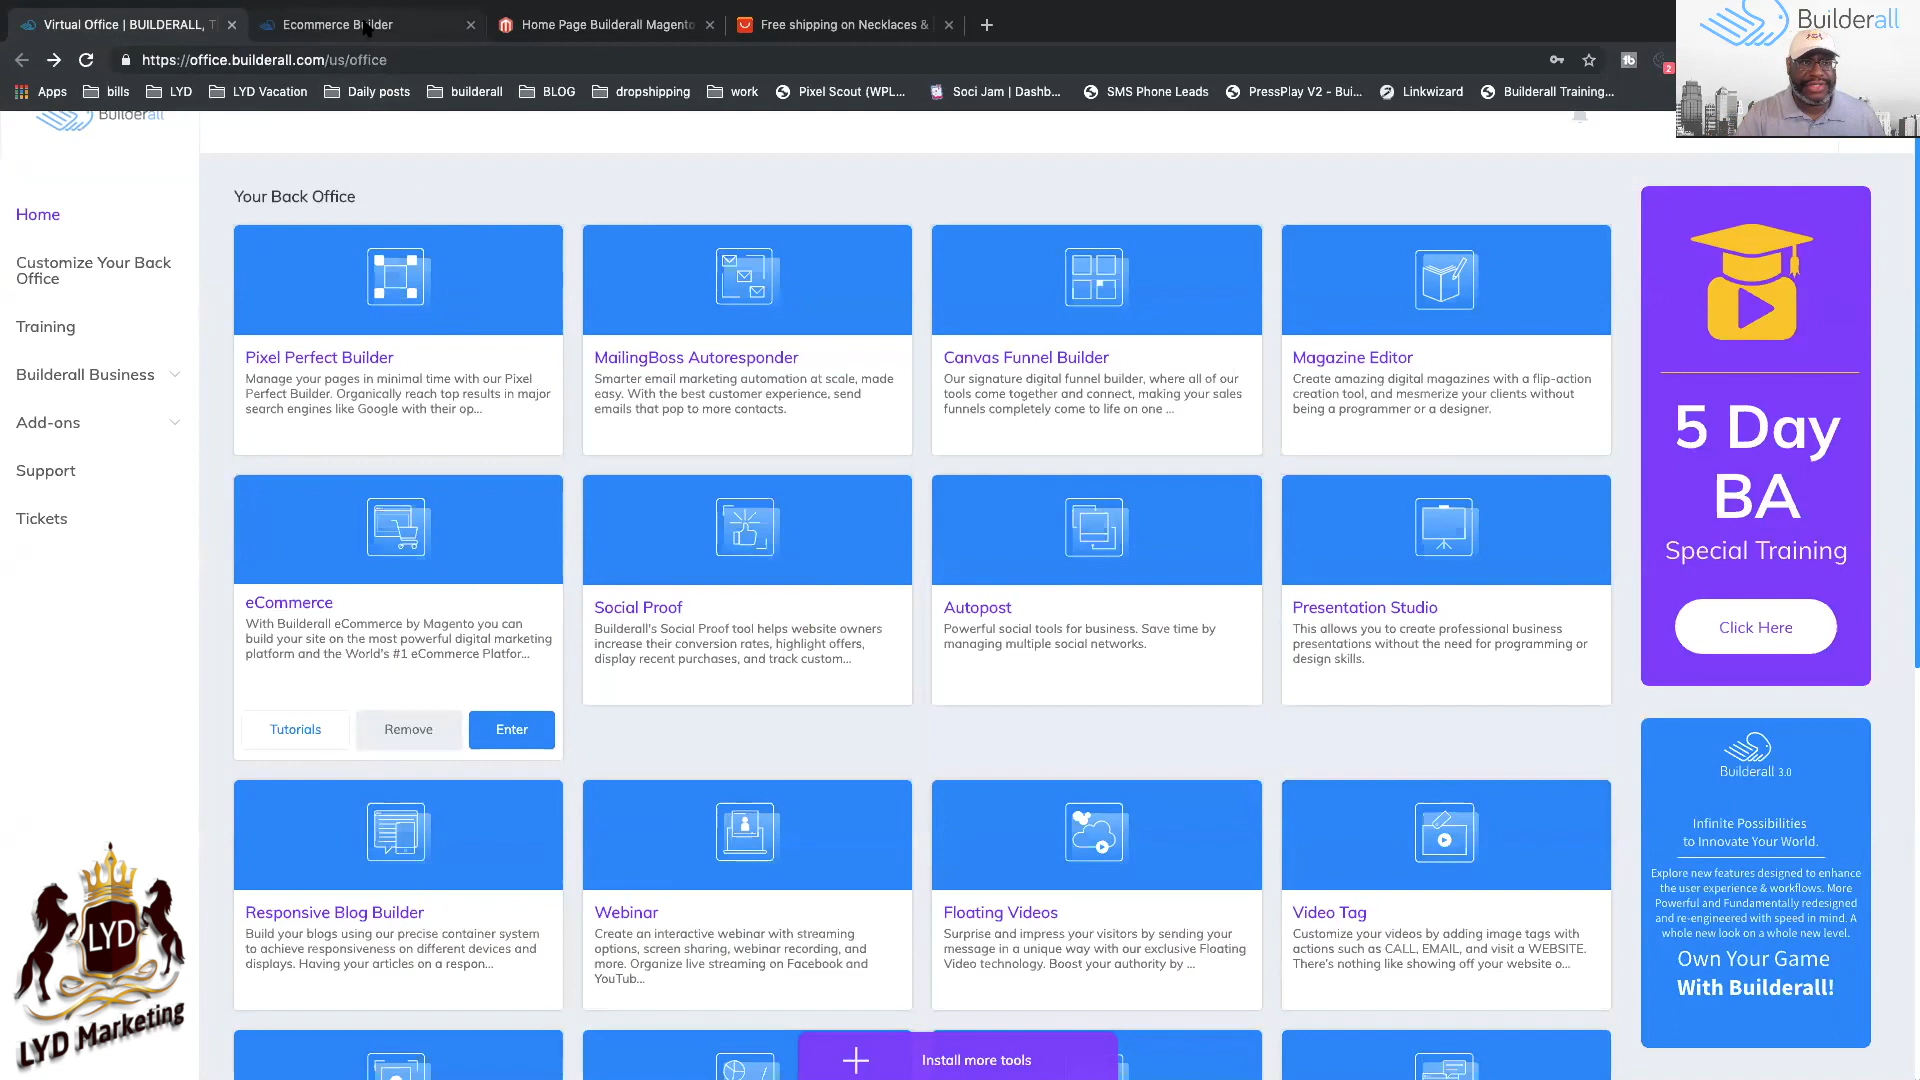 Virtual Office | BUILDERALL, T
Ecommerce Builder
Home Page Builderall Magento
Free shipping on Necklaces &
https://office.builderall.com/us/office
Apps
bills
LYD
LYD Vacation
Daily posts
builderall
BLOG
dropshipping
work
Pixel Scout (WPL...
Soci Jam | Dashb...
SMS Phone Leads
PressPlay V2 - Bui...
Linkwizard
Builderall Training...
tb
2
Builderall
Builderall
Home
Customize Your Back
Office
Training
Builderall Business
Add-ons
Support
Tickets
LYD
LYD Marketing
Your Back Office
Pixel Perfect Builder
Manage your pages in minimal time with our Pixel
Perfect Builder. Organically reach top results in major
search engines like Google with their op...
MailingBoss Autoresponder
Smarter email marketing automation at scale, made
easy. With the best customer experience, send
emails that pop to more contacts.
Canvas Funnel Builder
Our signature digital funnel builder, where all of our
tools come together and connect, making your sales
funnels completely come to life on one ...
Magazine Editor
Create amazing digital magazines with a flip-action
creation tool, and mesmerize your clients without
being a programmer or a designer.
eCommerce
With Builderall eCommerce by Magento you can
build your site on the most powerful digital marketing
platform and the World's #1 eCommerce Platfor...
Tutorials
Remove
Enter
Social Proof
Builderall's Social Proof tool helps website owners
increase their conversion rates, highlight offers,
display recent purchases, and track custom...
Autopost
Powerful social tools for business. Save time by
managing multiple social networks.
Presentation Studio
This allows you to create professional business
presentations without the need for programming or
design skills.
Responsive Blog Builder
Build your blogs using our precise container system
to achieve responsiveness on different devices and
displays. Having your articles on a respon...
Webinar
Create an interactive webinar with streaming
options, screen sharing, webinar recording, and
more. Organize live streaming on Facebook and
YouTub...
Floating Videos
Surprise and impress your visitors by sending your
message in a unique way with our exclusive Floating
Video technology. Boost your authority by ...
Video Tag
Customize your videos by adding image tags with
actions such as CALL, EMAIL, and visit a WEBSITE.
There's nothing like showing off your website o...
Install more tools
5 Day
BA
Special Training
Click Here
Builderall 3.0
Infinite Possibilities
to Innovate Your World.
Explore new features designed to enhance
the user experience & workflows. More
Powerful and Fundamentally redesigned
and re-engineered with speed in mind. A
whole new look on a whole new level.
Own Your Game
With Builderall!